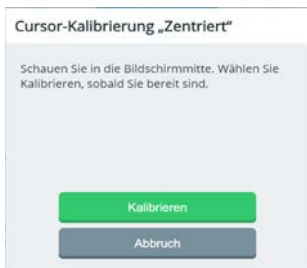 Cursor-Kalibrierung „Zentriert“
Schauen Sie in die Bildschirmmitte. Wählen Sie
Kalibrieren, sobald Sie bereit sind.
Kalibrieren
Abbruch